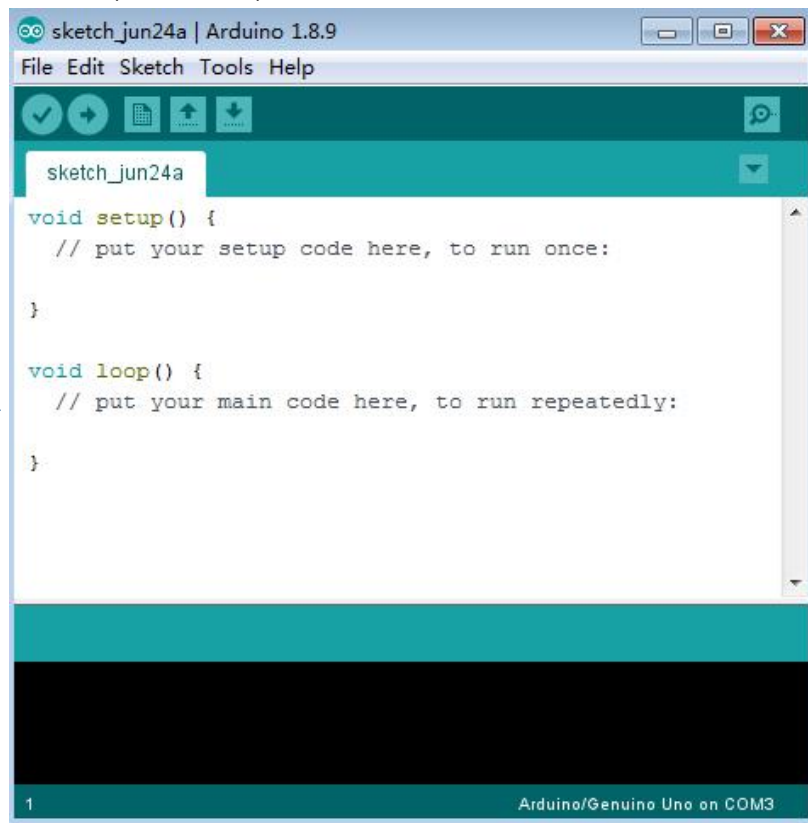 sketch_jun24a | Arduino 1.8.9
File Edit Sketch Tools Help
sketch_jun24a
void setup() {
  // put your setup code here, to run once:
}
void loop() {
  // put your main code here, to run repeatedly:
}
1 Arduino/Genuino Uno on COM3